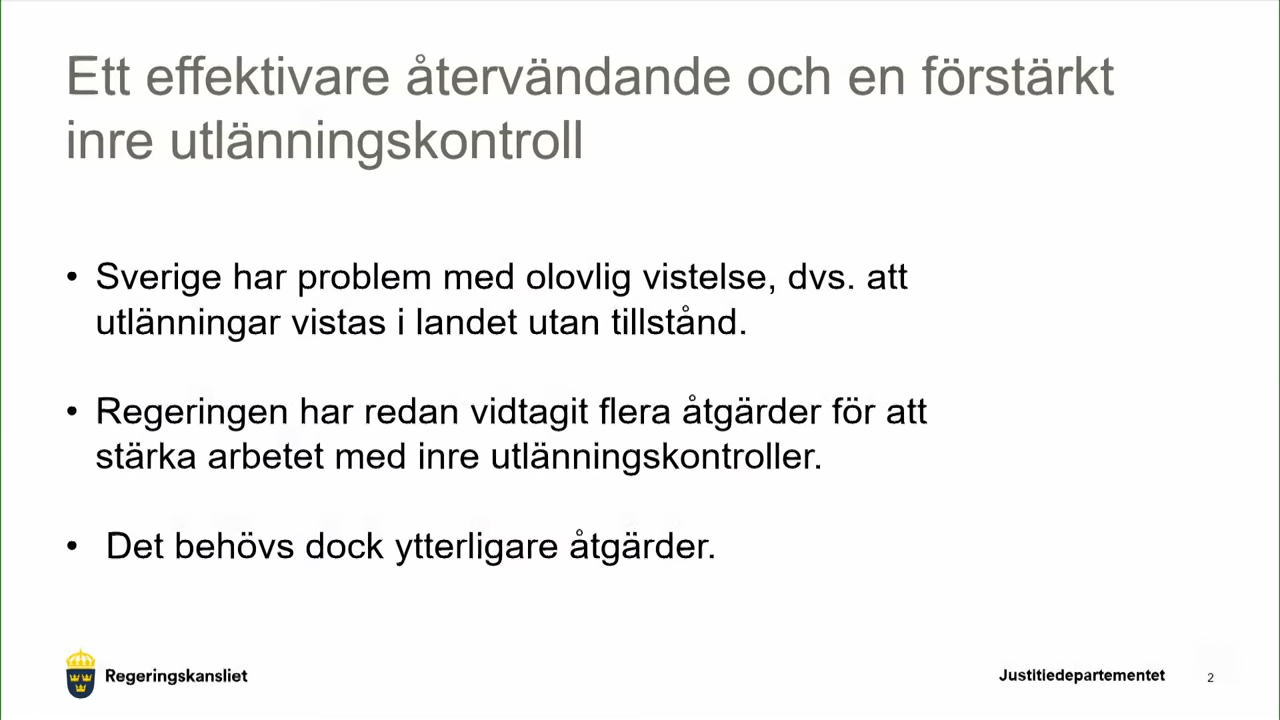 Ett effektivare återvändande och en förstärkt
inre utlänningskontroll
• Sverige har problem med olovlig vistelse, dvs. att
utlänningar vistas i landet utan tillstånd.
• Regeringen har redan vidtagit flera åtgärder för att
stärka arbetet med inre utlänningskontroller.
• Det behövs dock ytterligare åtgärder.
Regeringskansliet
Justitiedepartementet
2